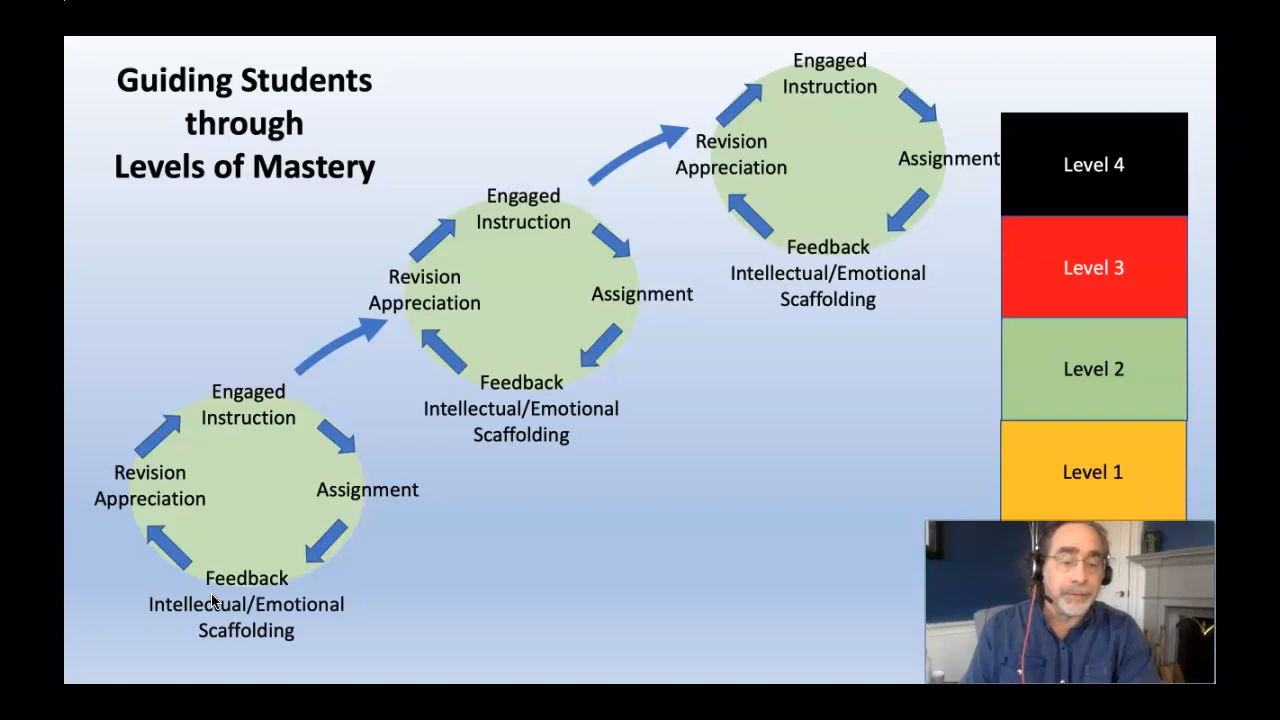 Guiding Students
through
Levels of Mastery
Engaged
Instruction
Revision
Appreciation
Assignment
Feedback
Intellectual/Emotional
Scaffolding
Engaged
Instruction
Revision
Appreciation
Assignment
Feedback
Intellectual/Emotional
Scaffolding
Engaged
Instruction
Revision
Appreciation
Assignment
Feedback
Intellectual/Emotional
Scaffolding
Level 4
Level 3
Level 2
Level 1